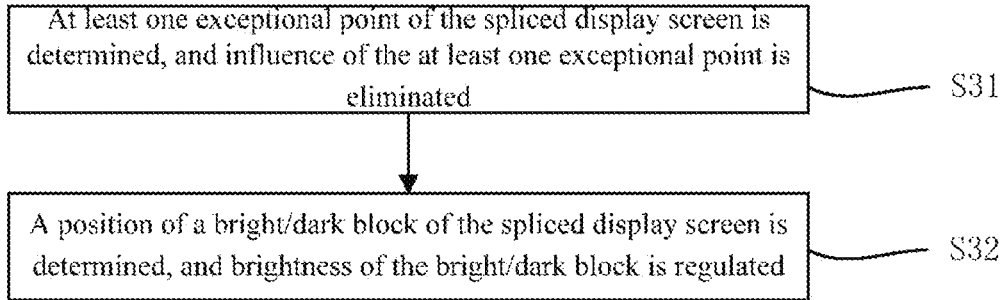 At least one exceptional point of the spliced display screen is
determined, and influence of the at least one exceptional point is
eliminated
S31
A position of a bright/dark block of the spliced display screen is
determined, and brightness of the bright/dark block is regulated
S32